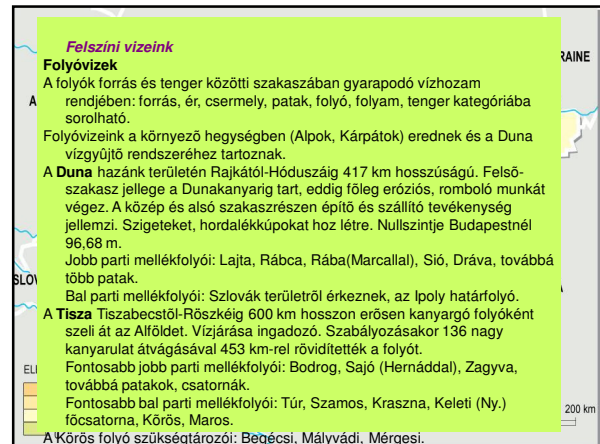 Felszíni vizeink
Folyóvizek
A folyók forrás és tenger közötti szakaszában gyarapodó vízhozam
rendjében: forrás, ér, csermely, patak, folyó, folyam, tenger kategóriába
sorolható.
Folyóvizeink a környezõ hegységben (Alpok, Kárpátok) erednek és a Duna
vízgyûjtõ rendszeréhez tartoznak.
A Duna hazánk területén Rajkától-Hóduszáig 417 km hosszúságú. Felsõ-
szakasz jellege a Dunakanyarig tart, eddig fõleg eróziós, romboló munkát
végez. A közép és alsó szakaszrészen építõ és szállító tevékenység
jellemzi. Szigeteket, hordalékkúpokat hoz létre. Nullszintje Budapestnél
96,68 m.
Jobb parti mellékfolyói: Lajta, Rábca, Rába(Marcallal), Sió, Dráva, továbbá
több patak.
Bal parti mellékfolyói: Szlovák területrõl érkeznek, az Ipoly határfolyó.
A Tisza Tiszabecstõl-Röszkéig 600 km hosszon erõsen kanyargó folyóként
szeli át az Alföldet. Vízjárása ingadozó. Szabályozásakor 136 nagy
kanyarulat átvágásával 453 km-rel rövidítették a folyót.
Fontosabb jobb parti mellékfolyói: Bodrog, Sajó (Hernáddal), Zagyva,
továbbá patakok, csatornák.
Fontosabb bal parti mellékfolyói: Túr, Szamos, Kraszna, Keleti (Ny.)
fõcsatorna, Körös, Maros.
A Körös folyó szükségtározói: Begécsi, Mályvádi, Mérgesi.
RAINE
A
SLOV
A
EL
200 km